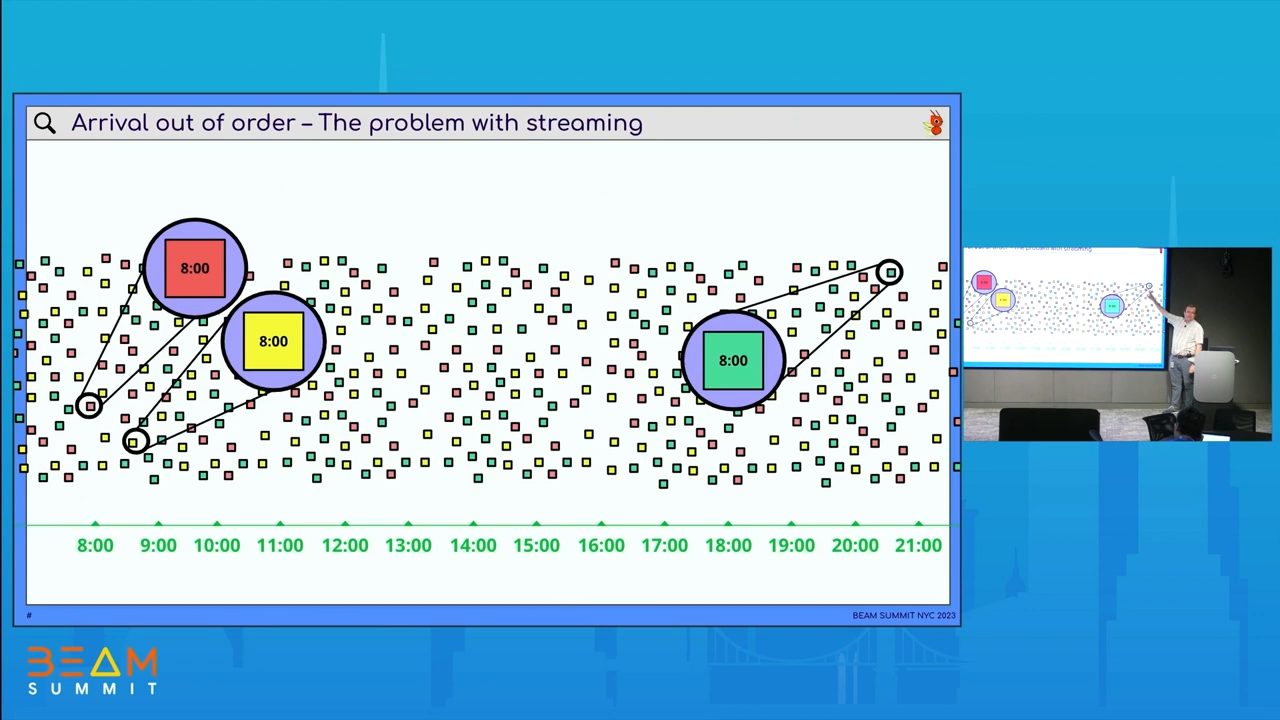 Arrival out of order – The problem with streaming
8:00
8:00
8:00
8:00 9:00 10:00 11:00 12:00 13:00 14:00 15:00 16:00 17:00 18:00 19:00 20:00 21:00
# BEAM SUMMIT NYC 2023
BEAM
SUMMIT